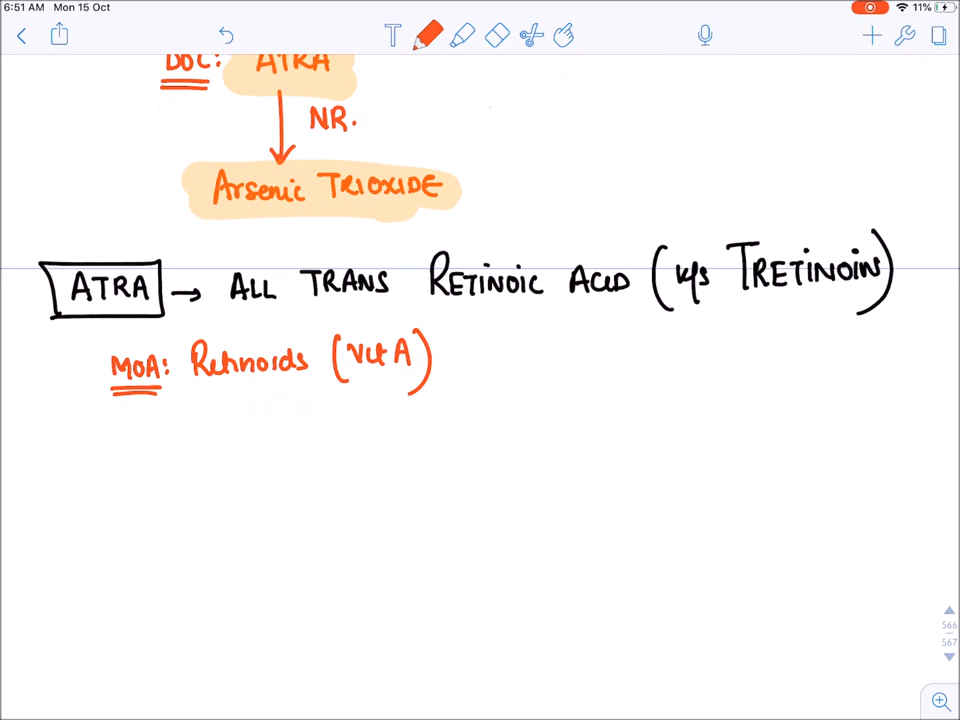 6:51 AM Mon 15 Oct 11%
T
DOC: ATRA
NR.
Arsenic TRIOXIDE
ATRA → ALL TRANS RETINOIC ACID (k/s TRETINOIN)
MOA: Retinoids (Vit A)
566
567